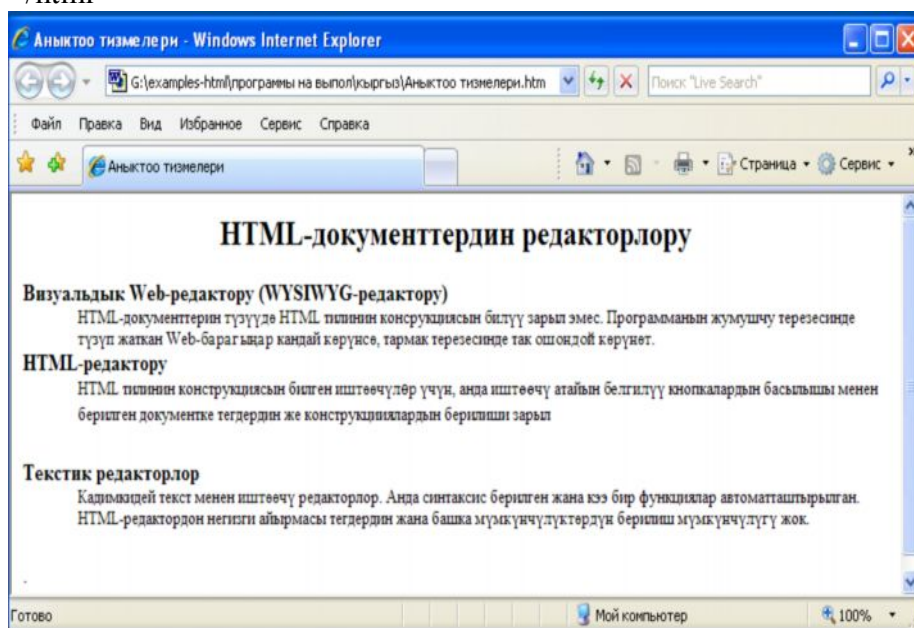 Аныктоо тизмелери - Windows Internet Explorer
G:\examples-html\программы на выпол\кыргыз\Аныктоо тизмелери.htm Поиск "Live Search"
Файл Правка Вид Избранное Сервис Справка
Аныктоо тизмелери Страница Сервис
HTML-документтердин редакторлору
Визуальдык Web-редактору (WYSIWYG-редактору)
HTML-документтерин түзүүдө HTML тилинин конструкциясын билүү зарыл эмес. Программанын жумушчу терезесинде
түзүп жаткан Web-барагыңар кандай көрүнсө, тармак терезесинде так ошондой көрүнөт.
HTML-редактору
HTML тилинин конструкциясын билген иштөөчүлөр үчүн, анда иштөөчү атайын белгилүү кнопкалардын басылышы менен
берилген документке тегдердин же конструкциялардын берилиши зарыл
Текстик редакторлор
Кадимкидей текст менен иштөөчү редакторлор. Анда синтаксис берилген жана кээ бир функциялар автоматташтырылган.
HTML-редактордон негизги айырмасы тегдердин жана башка мүмкүнчүлүктөрдүн берилиш мүмкүнчүлүгү жок.
Готово Мой компьютер 100%